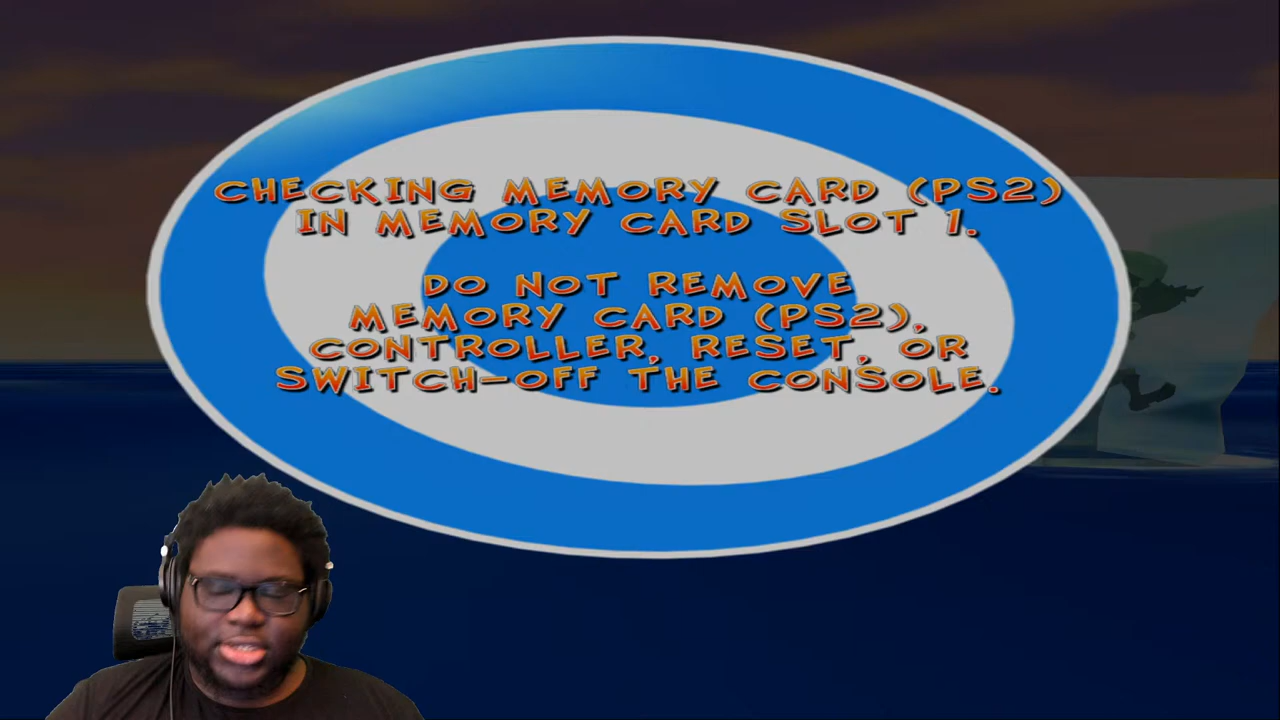 CHECKING MEMORY CARD (PS2)
IN MEMORY CARD SLOT 1.
DO NOT REMOVE
MEMORY CARD (PS2),
CONTROLLER, RESET, OR
SWITCH-OFF THE CONSOLE.